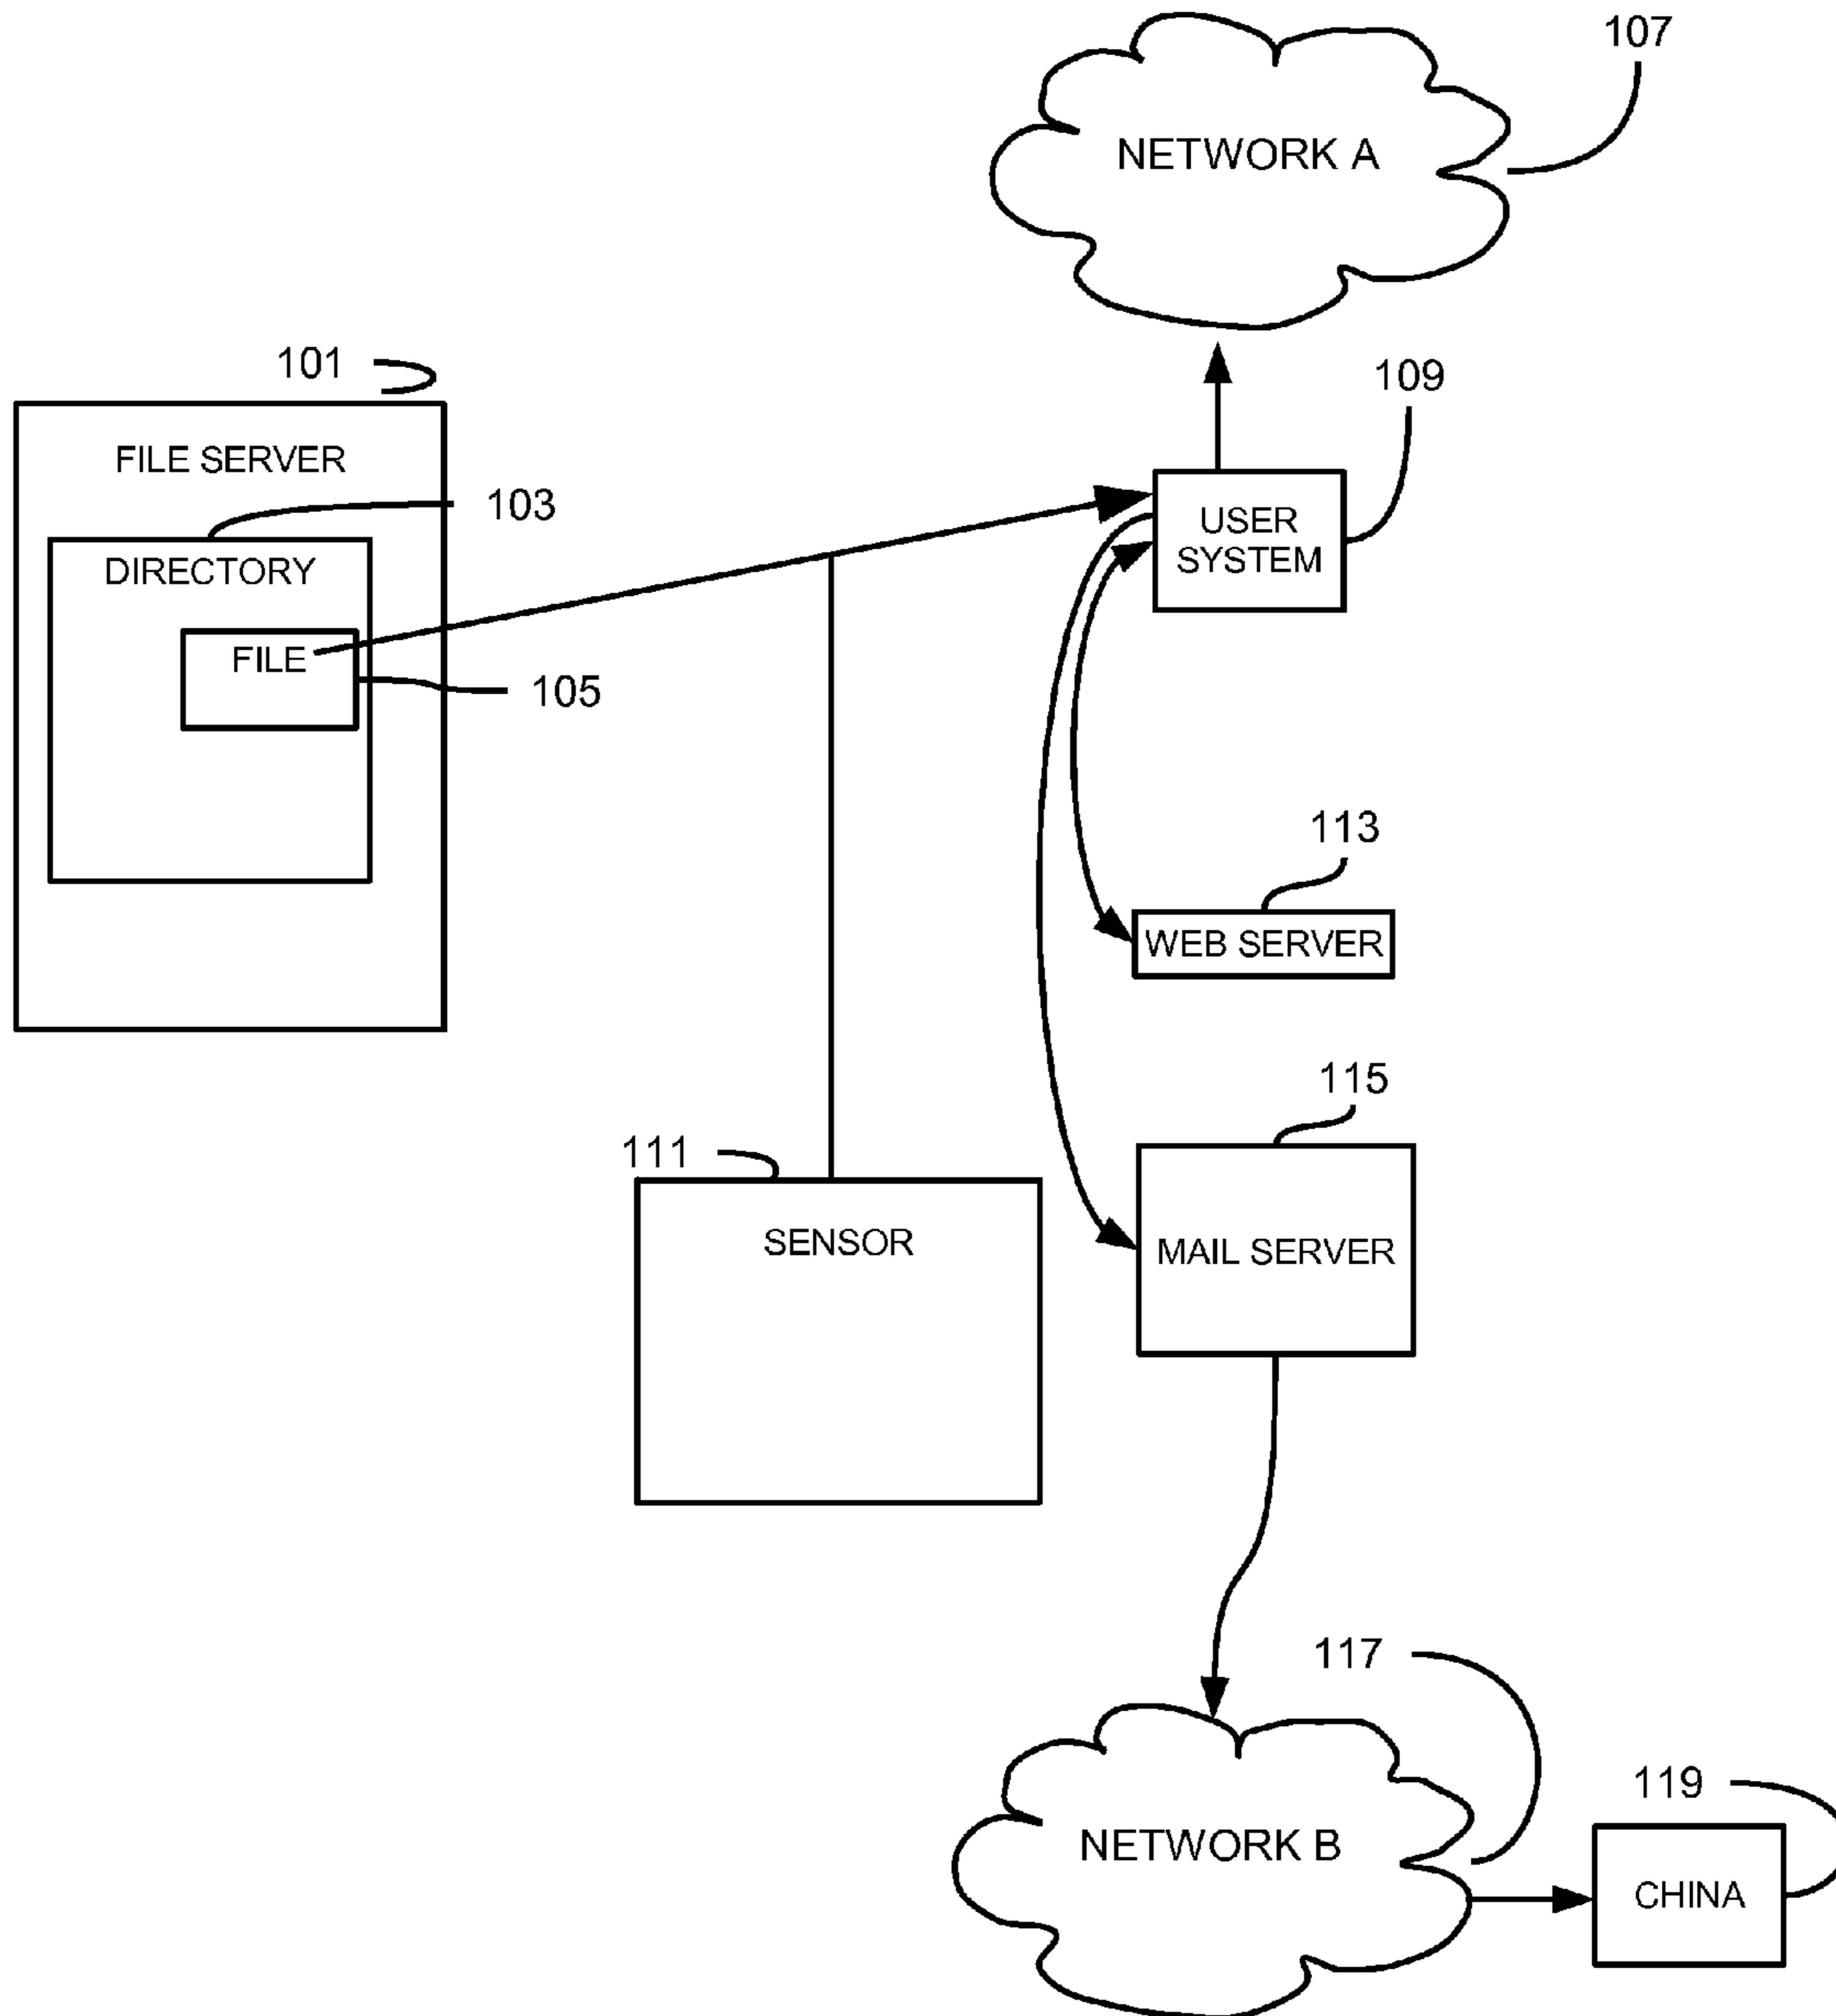 107
NETWORK A
101
109
FILE SERVER
103
USER
SYSTEM
DIRECTORY
FILE
105
113
WEB SERVER
115
111
SENSOR
MAIL SERVER
117
119
NETWORK B
CHINA